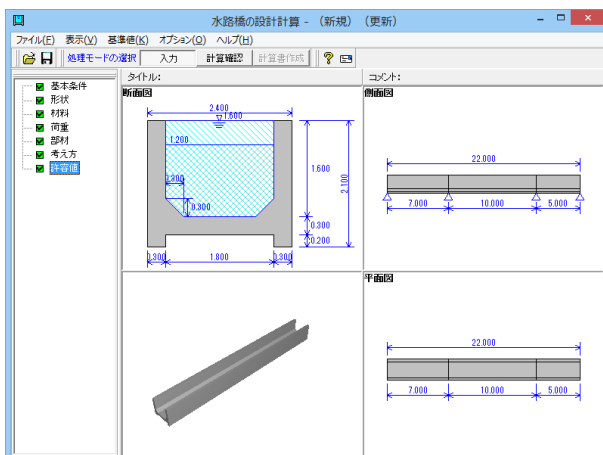 水路橋の設計計算 - （新規）（更新）
ファイル(F) 表示(V) 基準値(K) オプション(O) ヘルプ(H)
処理モードの選択 入力 計算確認 計算書作成
タイトル: コメント:
基本条件
形状
材料
荷重
部材
考え方
許容値
断面図
2.400
1.600
1.200
0.300
0.300
1.600
2.100
0.300
0.200
0.300 1.800 0.300
側面図
22.000
7.000 10.000 5.000
平面図
22.000
7.000 10.000 5.000